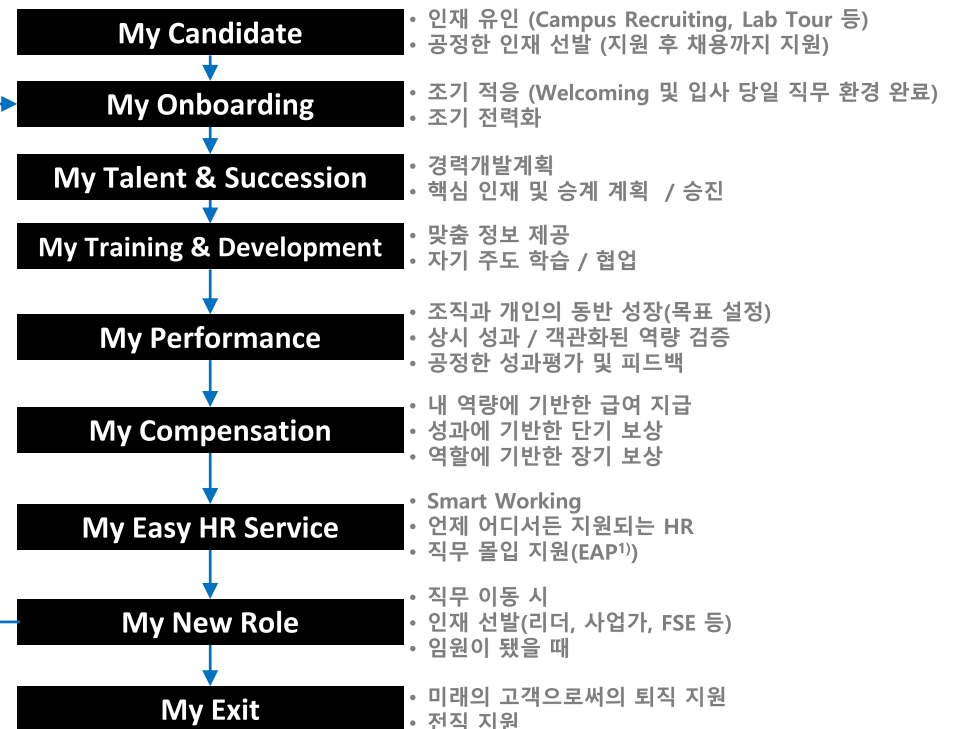 My Candidate
• 인재 유인 (Campus Recruiting, Lab Tour 등)
• 공정한 인재 선발 (지원 후 채용까지 지원)
My Onboarding
• 조기 적응 (Welcoming 및 입사 당일 직무 환경 완료)
• 조기 전력화
My Talent & Succession
• 경력개발계획
• 핵심 인재 및 승계 계획 / 승진
My Training & Development
• 맞춤 정보 제공
• 자기 주도 학습 / 협업
My Performance
• 조직과 개인의 동반 성장(목표 설정)
• 상시 성과 / 객관화된 역량 검증
• 공정한 성과평가 및 피드백
My Compensation
• 내 역량에 기반한 급여 지급
• 성과에 기반한 단기 보상
• 역할에 기반한 장기 보상
My Easy HR Service
• Smart Working
• 언제 어디서든 지원되는 HR
• 직무 몰입 지원(EAP¹⁾)
My New Role
• 직무 이동 시
• 인재 선발(리더, 사업가, FSE 등)
• 임원이 됐을 때
My Exit
• 미래의 고객으로써의 퇴직 지원
• 전직 지원